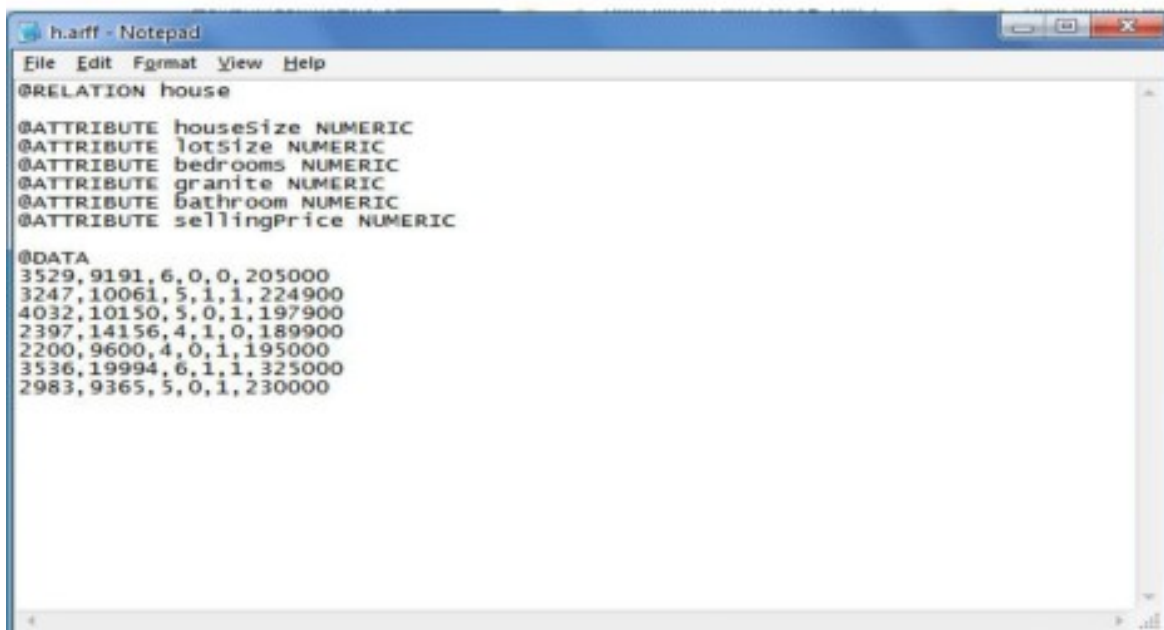 h.arff - Notepad
File Edit Format View Help
@RELATION house
@ATTRIBUTE houseSize NUMERIC
@ATTRIBUTE lotSize NUMERIC
@ATTRIBUTE bedrooms NUMERIC
@ATTRIBUTE granite NUMERIC
@ATTRIBUTE bathroom NUMERIC
@ATTRIBUTE sellingPrice NUMERIC
@DATA
3529,9191,6,0,0,205000
3247,10061,5,1,1,224900
4032,10150,5,0,1,197900
2397,14156,4,1,0,189900
2200,9600,4,0,1,195000
3536,19994,6,1,1,325000
2983,9365,5,0,1,230000